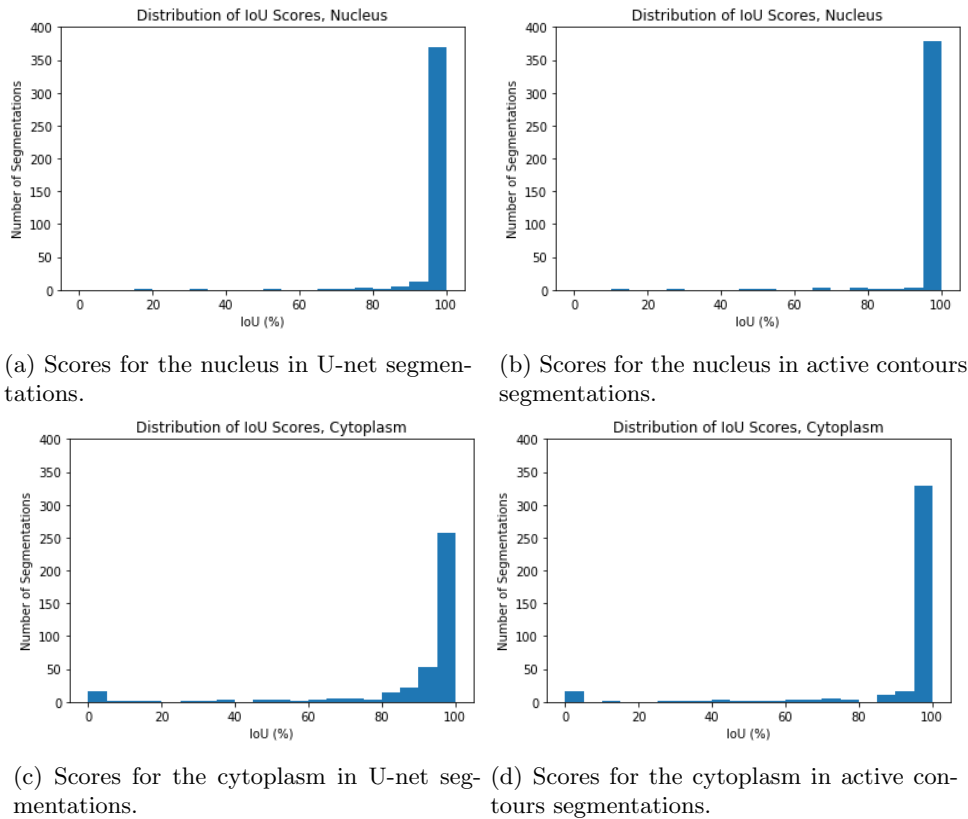 Distribution of IoU Scores, Nucleus
Number of Segmentations
400
350
300
250
200
150
100
50
0
0 20 40 60 80 100
IoU (%)
(a) Scores for the nucleus in U-net segmen-
tations.
Distribution of IoU Scores, Nucleus
Number of Segmentations
400
350
300
250
200
150
100
50
0
0 20 40 60 80 100
IoU (%)
(b) Scores for the nucleus in active contours
segmentations.
Distribution of IoU Scores, Cytoplasm
Number of Segmentations
400
350
300
250
200
150
100
50
0
0 20 40 60 80 100
IoU (%)
(c) Scores for the cytoplasm in U-net seg-
mentations.
Distribution of IoU Scores, Cytoplasm
Number of Segmentations
400
350
300
250
200
150
100
50
0
0 20 40 60 80 100
IoU (%)
(d) Scores for the cytoplasm in active con-
tours segmentations.